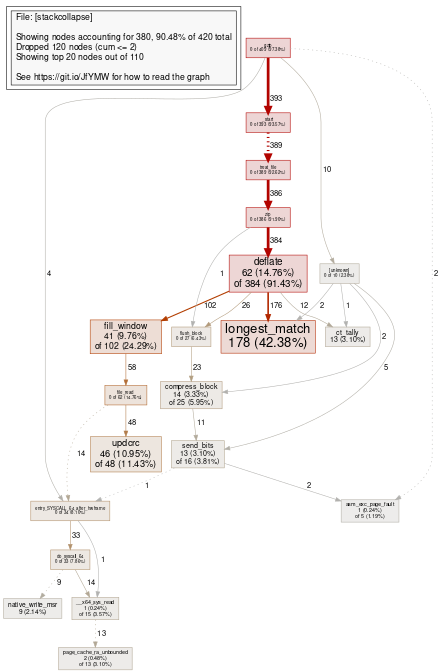 File: [stackcollapse]
Showing nodes accounting for 380, 90.48% of 420 total
Dropped 120 nodes (cum <= 2)
Showing top 20 nodes out of 110
See https://git.io/JfYMW for how to read the graph
393
start
0 of 393 (93.57%)
389
treat_file
0 of 389 (92.62%)
10
386
zip
0 of 386 (91.90%)
384
4
2
1
deflate
62 (14.76%)
of 384 (91.43%)
[unknown]
0 of 10 (2.38%)
102
26
176
12
2
1
fill_window
41 (9.76%)
of 102 (24.29%)
flush_block
0 of 27 (6.43%)
longest_match
178 (42.38%)
ct_tally
13 (3.10%)
2
5
58
23
file_read
0 of 62 (14.76%)
compress_block
14 (3.33%)
of 25 (5.95%)
48
11
14
updcrc
46 (10.95%)
of 48 (11.43%)
send_bits
13 (3.10%)
of 16 (3.81%)
1
2
entry_SYSCALL_64_after_hwframe
0 of 34 (8.10%)
asm_exc_page_fault
1 (0.24%)
of 5 (1.19%)
33
do_syscall_64
0 of 33 (7.86%)
1
9
14
native_write_msr
9 (2.14%)
__x64_sys_read
1 (0.24%)
of 15 (3.57%)
13
page_cache_ra_unbounded
2 (0.48%)
of 13 (3.10%)